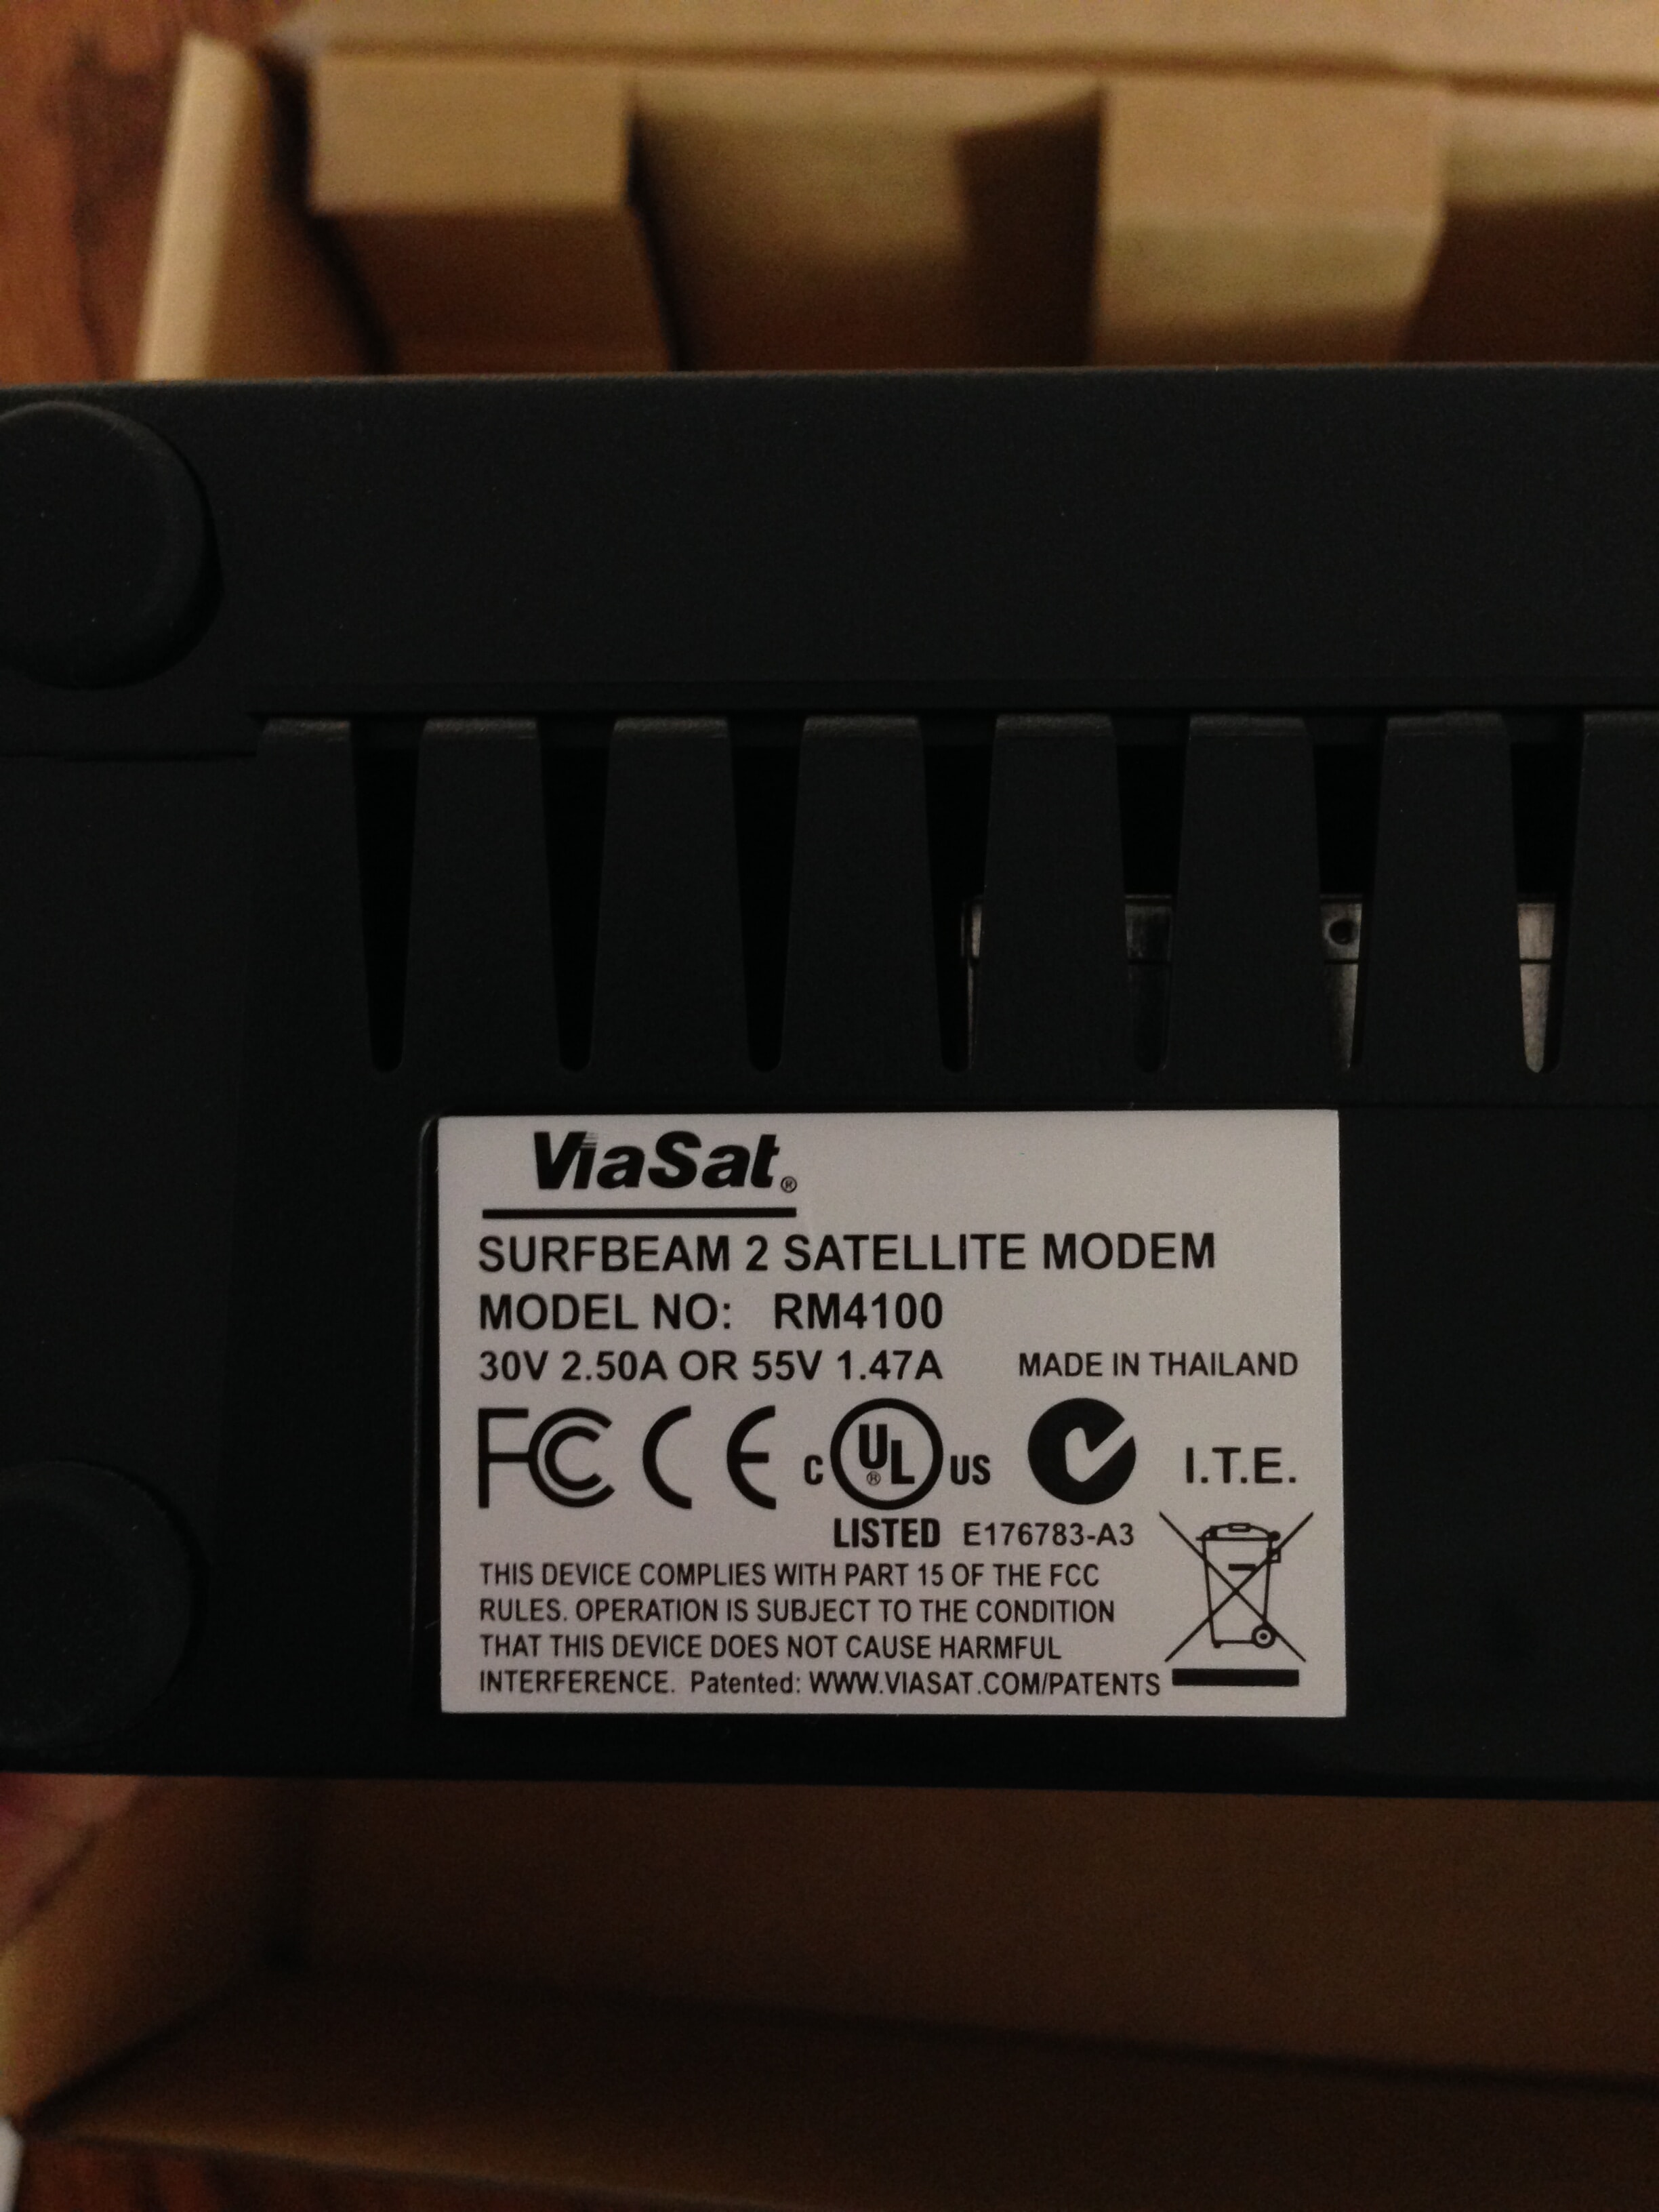 ViaSat®
SURFBEAM 2 SATELLITE MODEM
MODEL NO: RM4100
30V 2.50A OR 55V 1.47A MADE IN THAILAND
FC CE C UL® US I.T.E.
LISTED E176783-A3
THIS DEVICE COMPLIES WITH PART 15 OF THE FCC
RULES. OPERATION IS SUBJECT TO THE CONDITION
THAT THIS DEVICE DOES NOT CAUSE HARMFUL
INTERFERENCE. Patented: WWW.VIASAT.COM/PATENTS